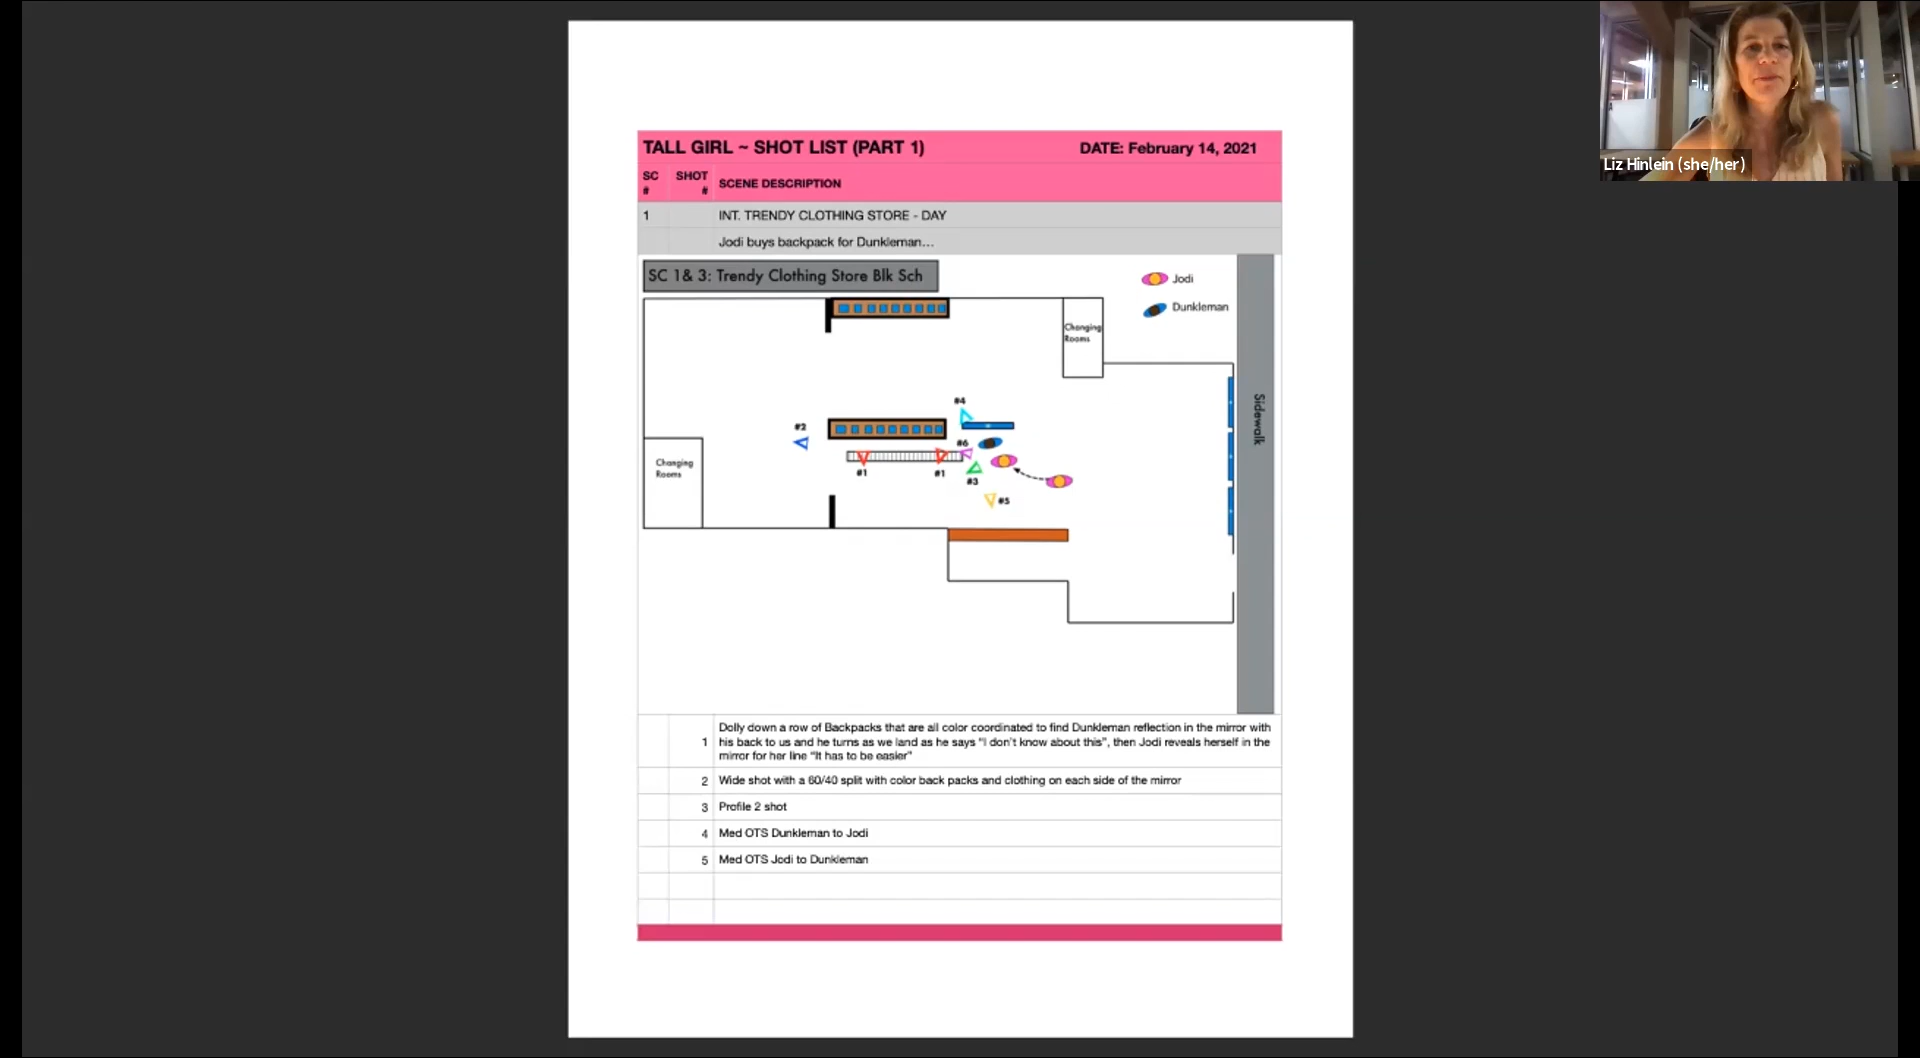 Liz Hinlein (she/her)
TALL GIRL ~ SHOT LIST (PART 1) DATE: February 14, 2021
SC # SHOT # SCENE DESCRIPTION
1 INT. TRENDY CLOTHING STORE - DAY
Jodi buys backpack for Dunkleman…
SC 1& 3: Trendy Clothing Store Blk Sch
Jodi
Dunkleman
Changing
Rooms
Sidewalk
#4
#2
#6
Changing
Rooms
#1
#1
#3
#5
Dolly down a row of Backpacks that are all color coordinated to find Dunkleman reflection in the mirror with
1 his back to us and he turns as we land as he says “I don’t know about this”, then Jodi reveals herself in the
mirror for her line “It has to be easier”
2 Wide shot with a 60/40 split with color back packs and clothing on each side of the mirror
3 Profile 2 shot
4 Med OTS Dunkleman to Jodi
5 Med OTS Jodi to Dunkleman